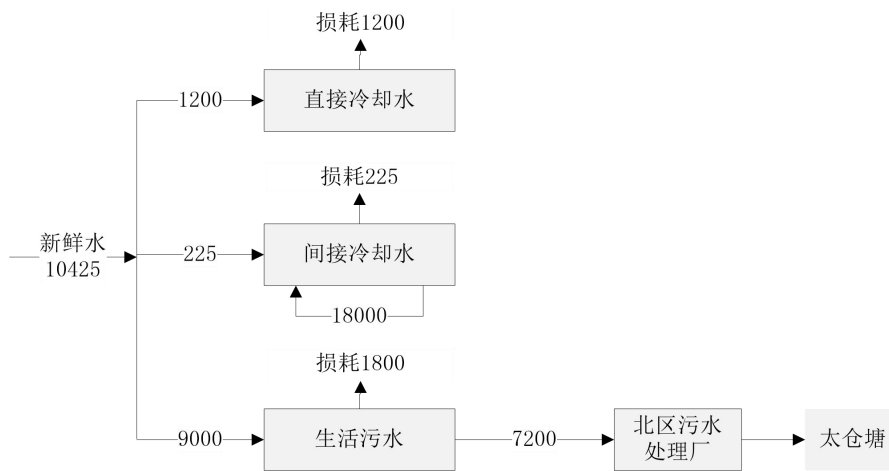 损耗1200
1200
直接冷却水
损耗225
新鲜水
10425
225
间接冷却水
18000
损耗1800
9000
生活污水
7200
北区污水
处理厂
太仓塘